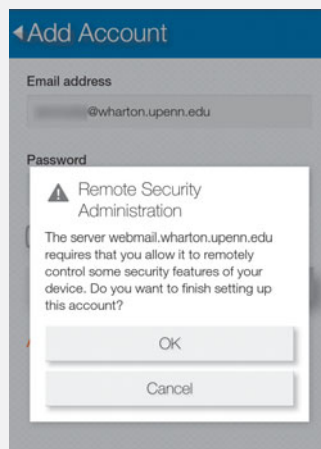 Add Account
Email address
@wharton.upenn.edu
Password
Remote Security
Administration
The server webmail.wharton.upenn.edu
requires that you allow it to remotely
control some security features of your
device. Do you want to finish setting up
this account?
OK
Cancel